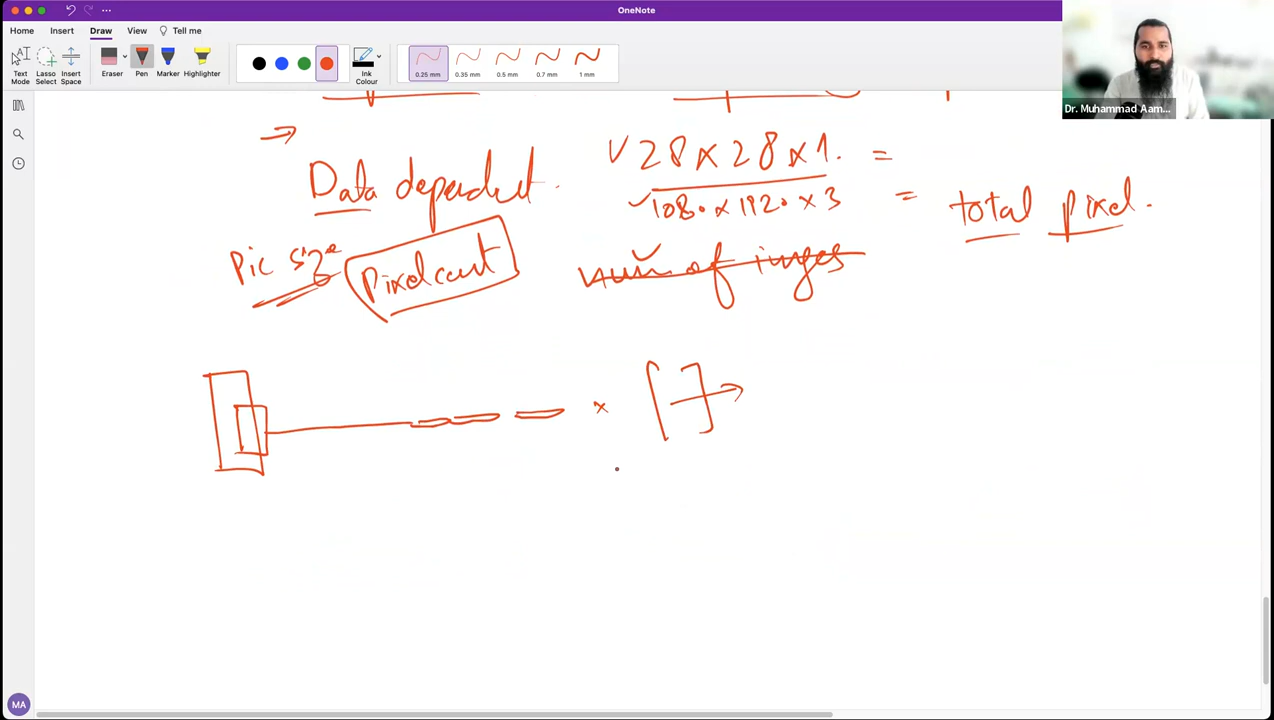 OneNote
Home Insert Draw View Tell me
Text Mode Lasso Select Insert Space Eraser Pen Marker Highlighter Ink Colour 0.25 mm 0.35 mm 0.5 mm 0.7 mm 1 mm
Dr. Muhammad Aam...
→
Data dependent. ✓28×28×1. =
✓1080×1920×3 = total pixel.
Pic size Pixel count num of images
× [ ] →
MA